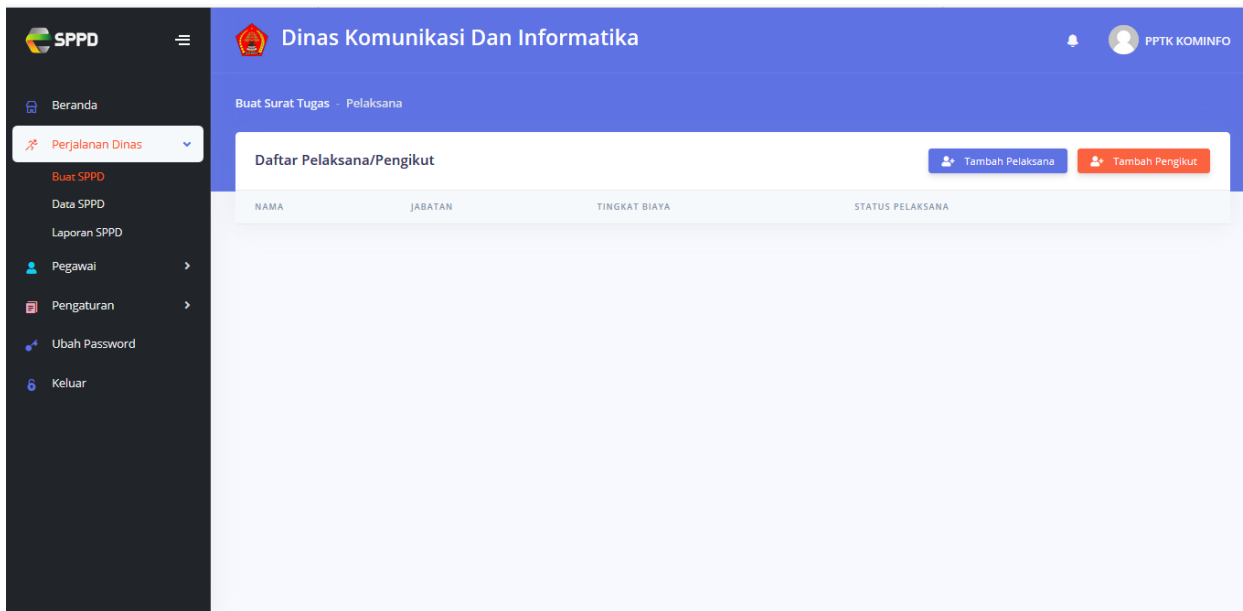 SPPD
Dinas Komunikasi Dan Informatika
PPTK KOMINFO
Beranda
Perjalanan Dinas
Buat SPPD
Data SPPD
Laporan SPPD
Pegawai
Pengaturan
Ubah Password
Keluar
Buat Surat Tugas - Pelaksana
Daftar Pelaksana/Pengikut
Tambah Pelaksana
Tambah Pengikut
NAMA JABATAN TINGKAT BIAYA STATUS PELAKSANA